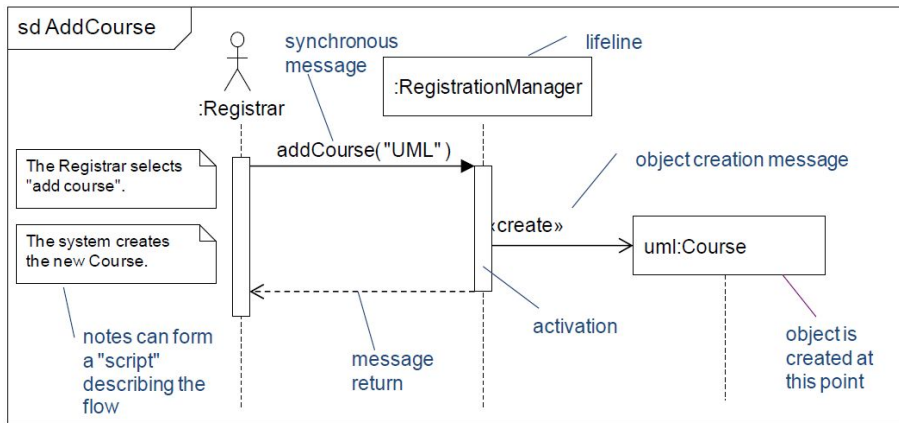 sd AddCourse
synchronous
message
lifeline
:Registrar
:RegistrationManager
addCourse("UML")
The Registrar selects
"add course".
object creation message
«create»
uml:Course
The system creates
the new Course.
notes can form
a "script"
describing the
flow
message
return
activation
object is
created at
this point